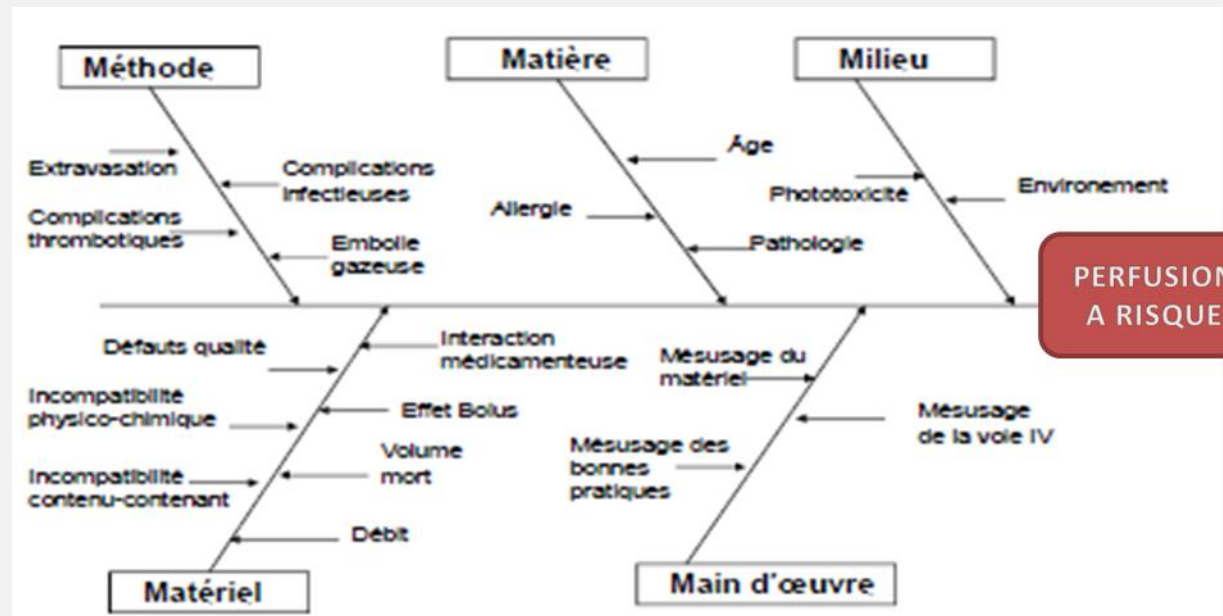 Méthode
Matière
Milieu
Extravasation
Complications
infectieuses
Complications
thrombotiques
Embolie
gazeuse
Âge
Allergie
Pathologie
Phototoxicité
Environement
PERFUSION
A RISQUE
Défauts qualité
Interaction
médicamenteuse
Incompatibilité
physico-chimique
Effet Bolus
Volume
mort
Incompatibilité
contenu-contenant
Débit
Mésusage du
matériel
Mésusage
de la voie IV
Mésusage des
bonnes
pratiques
Matériel
Main d'œuvre